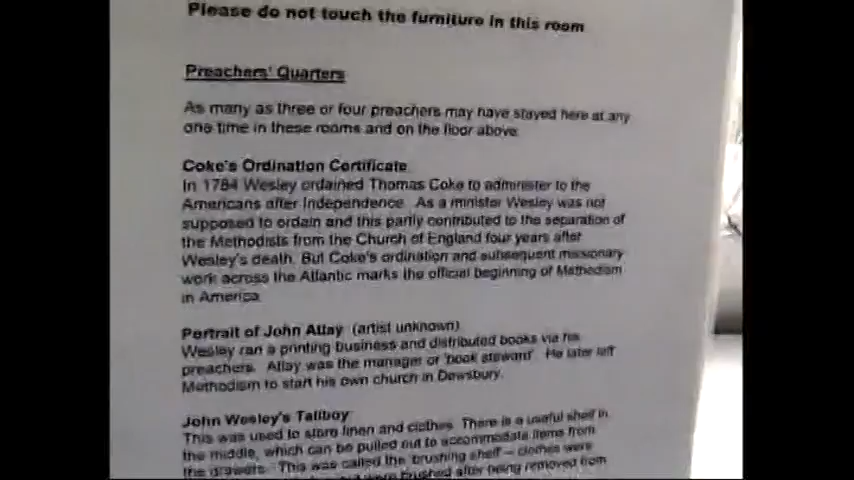 Please do not touch the furniture in this room
Preachers' Quarters
As many as three or four preachers may have stayed here at any
one time in these rooms and on the floor above.
Coke's Ordination Certificate
In 1784 Wesley ordained Thomas Coke to administer to the
Americans after Independence. As a minister Wesley was not
supposed to ordain and this partly contributed to the separation of
the Methodists from the Church of England four years after
Wesley's death. But Coke's ordination and subsequent missionary
work across the Atlantic marks the official beginning of Methodism
in America.
Portrait of John Atlay (artist unknown)
Wesley ran a printing business and distributed books via his
preachers. Atlay was the manager or 'book steward'. He later left
Methodism to start his own church in Dewsbury.
John Wesley's Tallboy
This was used to store linen and clothes. There is a useful shelf in
the middle, which can be pulled out to accommodate items from
the drawers. This was called the 'brushing shelf' – clothes were
brushed after being removed from